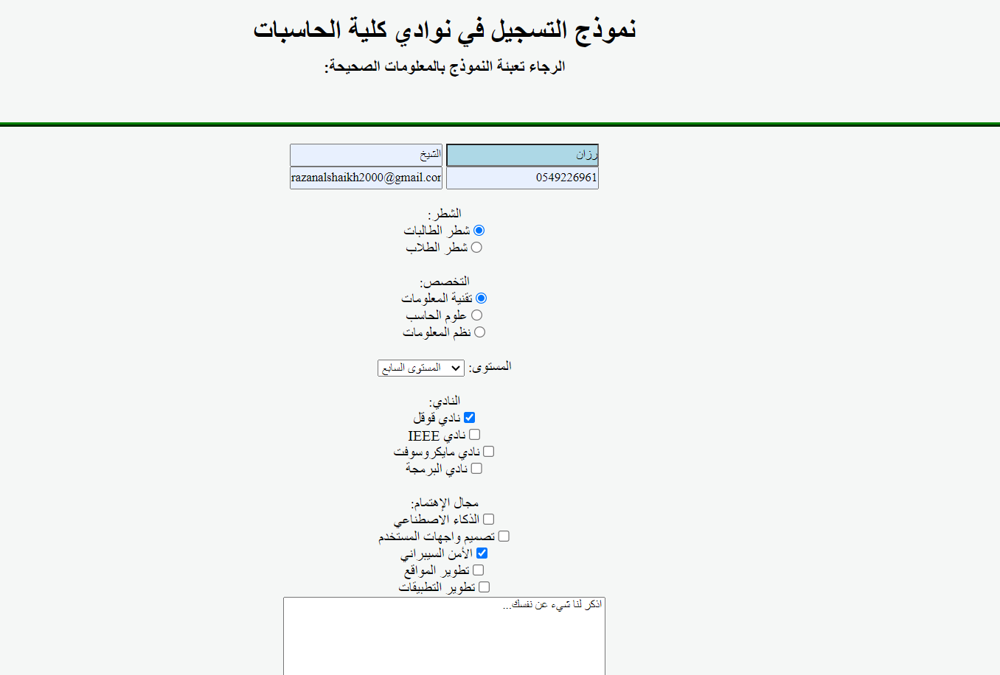 نموذج التسجيل في نوادي كلية الحاسبات
الرجاء تعبئة النموذج بالمعلومات الصحيحة:
رزان الشيخ
0549226961 razanalshaikh2000@gmail.cor
الشطر:
شطر الطالبات
شطر الطلاب
التخصص:
تقنية المعلومات
علوم الحاسب
نظم المعلومات
المستوى: المستوى السابع
النادي:
نادي قوقل
نادي IEEE
نادي مايكروسوفت
نادي البرمجة
مجال الإهتمام:
الذكاء الاصطناعي
تصميم واجهات المستخدم
الأمن السيبراني
تطوير المواقع
تطوير التطبيقات
اذكر لنا شيء عن نفسك...